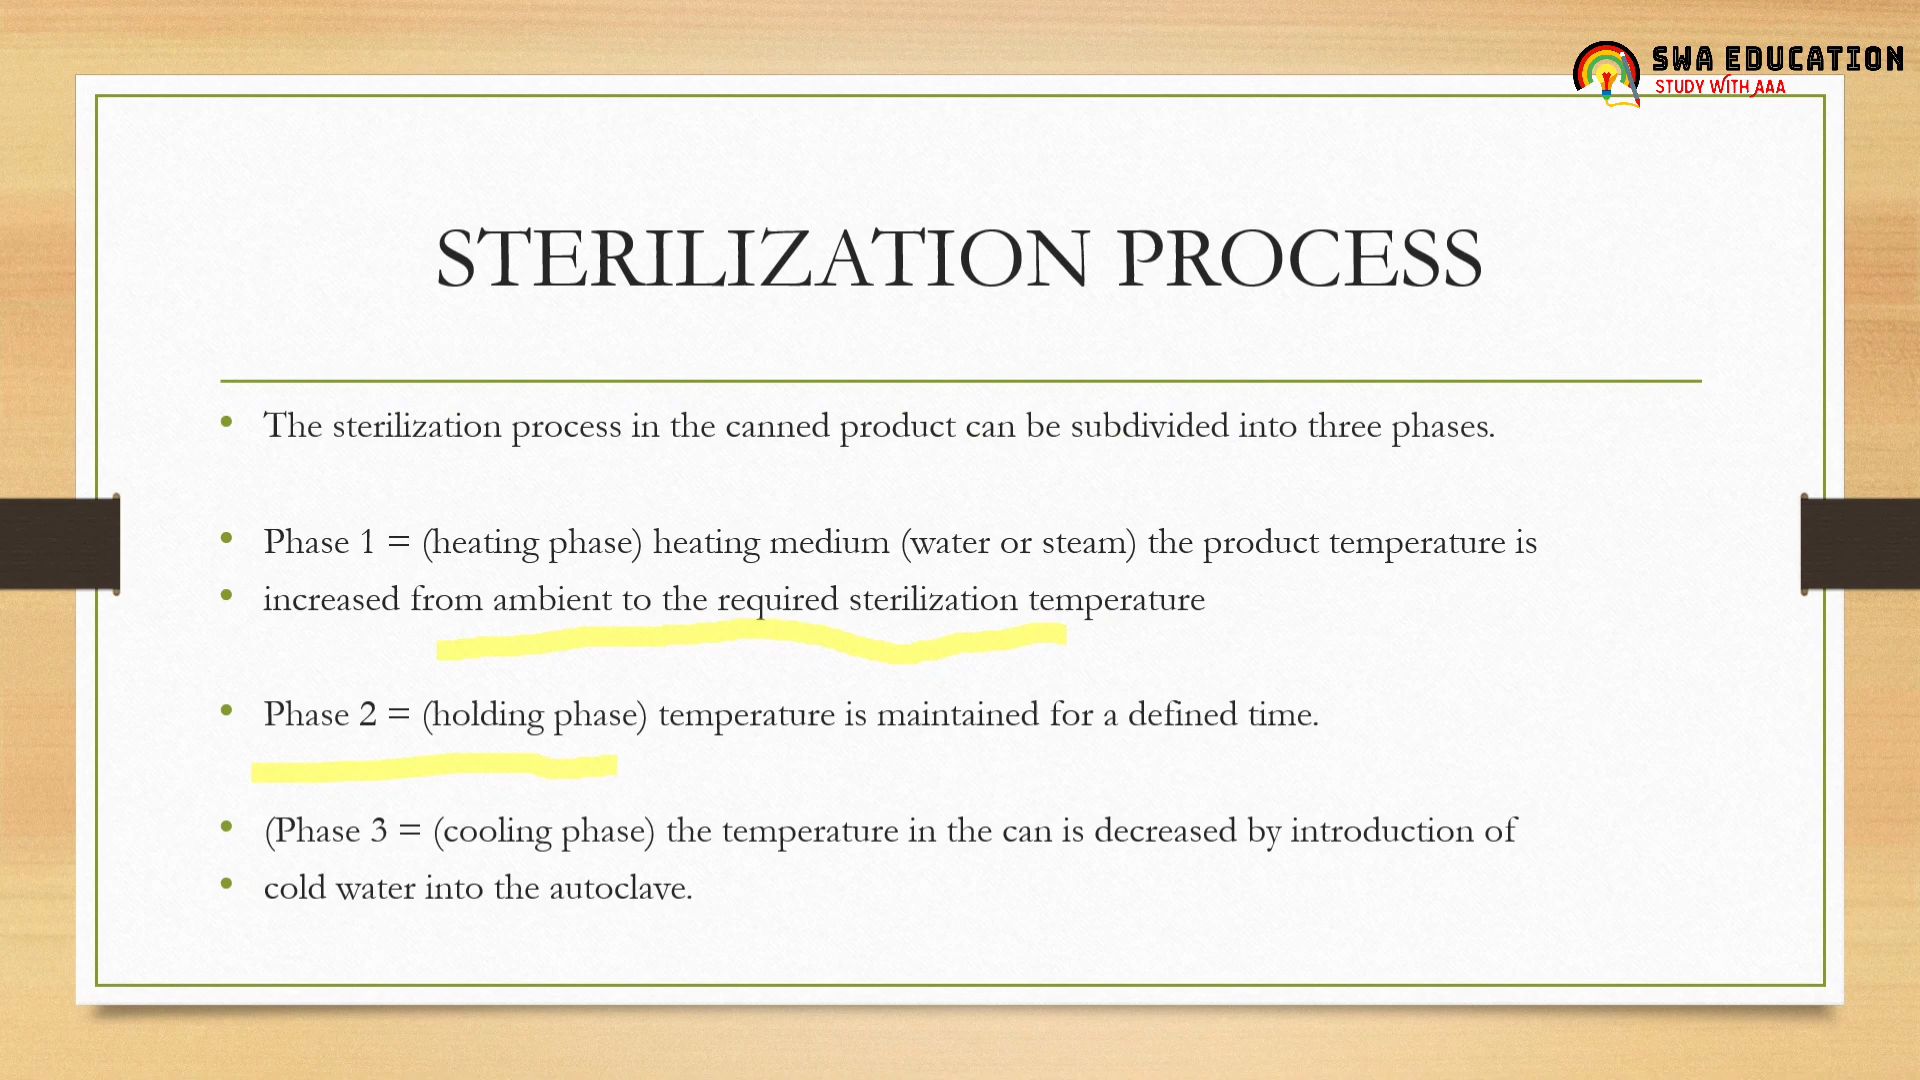 SWA EDUCATION
STUDY WITH AAA
STERILIZATION PROCESS
• The sterilization process in the canned product can be subdivided into three phases.
• Phase 1 = (heating phase) heating medium (water or steam) the product temperature is
• increased from ambient to the required sterilization temperature
• Phase 2 = (holding phase) temperature is maintained for a defined time.
• (Phase 3 = (cooling phase) the temperature in the can is decreased by introduction of
• cold water into the autoclave.